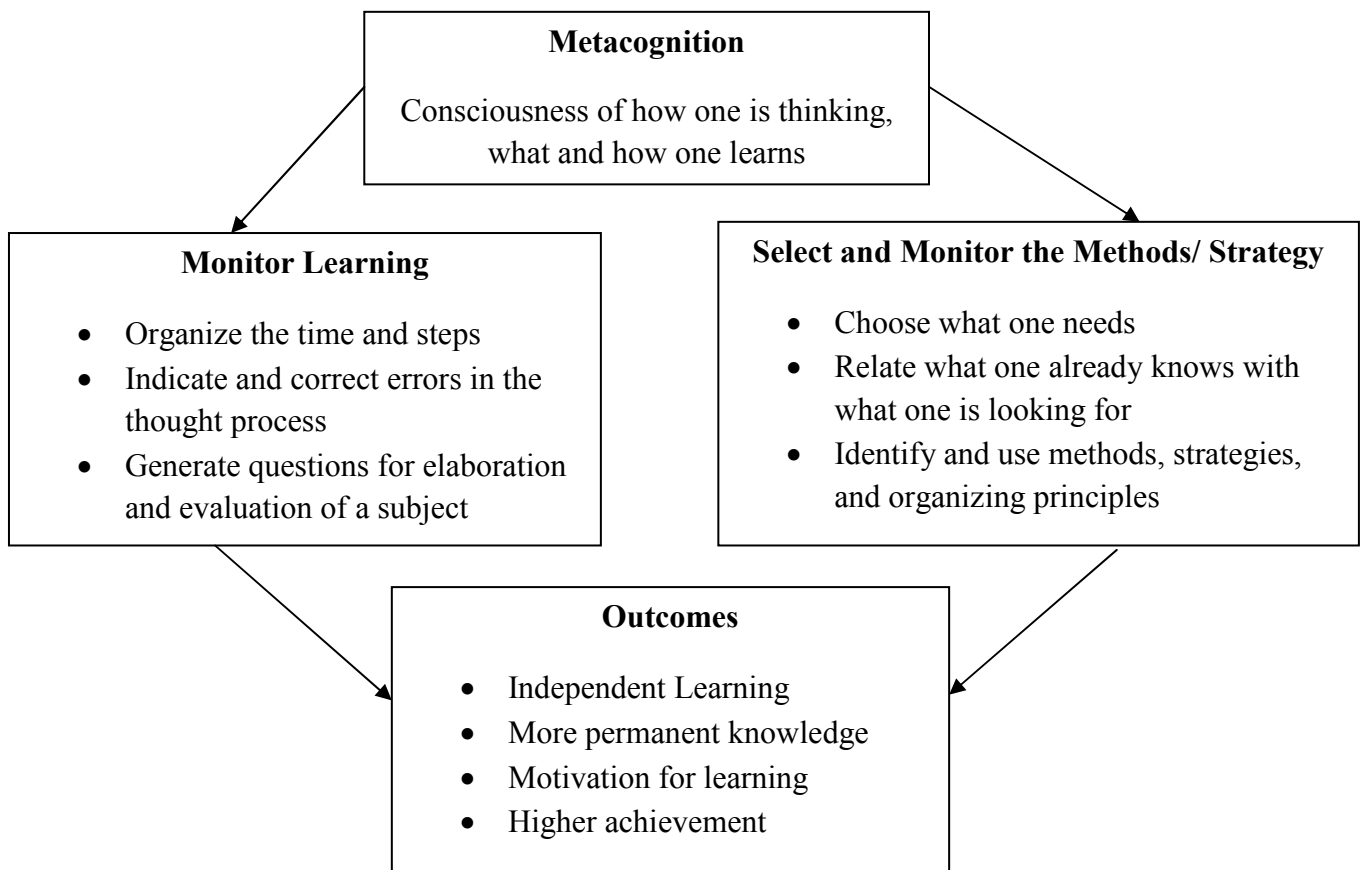 Metacognition
Consciousness of how one is thinking,
what and how one learns
Monitor Learning
• Organize the time and steps
• Indicate and correct errors in the
thought process
• Generate questions for elaboration
and evaluation of a subject
Select and Monitor the Methods/ Strategy
• Choose what one needs
• Relate what one already knows with
what one is looking for
• Identify and use methods, strategies,
and organizing principles
Outcomes
• Independent Learning
• More permanent knowledge
• Motivation for learning
• Higher achievement